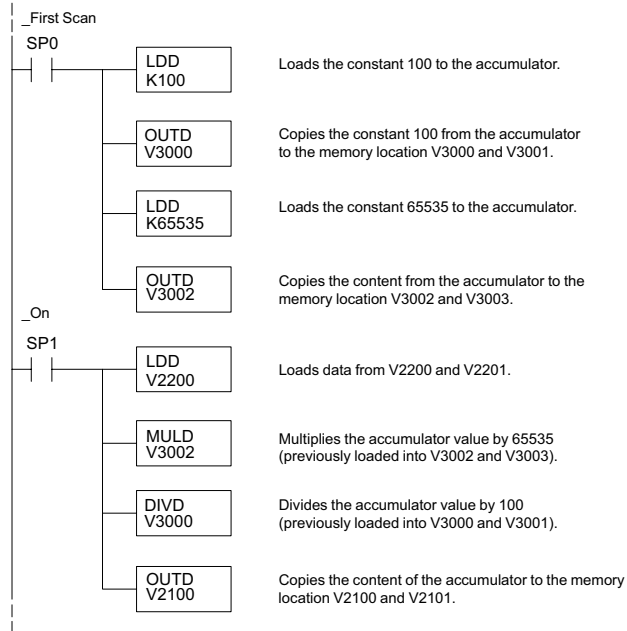 _First Scan
SP0
LDD
K100
Loads the constant 100 to the accumulator.
OUTD
V3000
Copies the constant 100 from the accumulator
to the memory location V3000 and V3001.
LDD
K65535
Loads the constant 65535 to the accumulator.
OUTD
V3002
Copies the content from the accumulator to the
memory location V3002 and V3003.
_On
SP1
LDD
V2200
Loads data from V2200 and V2201.
MULD
V3002
Multiplies the accumulator value by 65535
(previously loaded into V3002 and V3003).
DIVD
V3000
Divides the accumulator value by 100
(previously loaded into V3000 and V3001).
OUTD
V2100
Copies the content of the accumulator to the memory
location V2100 and V2101.